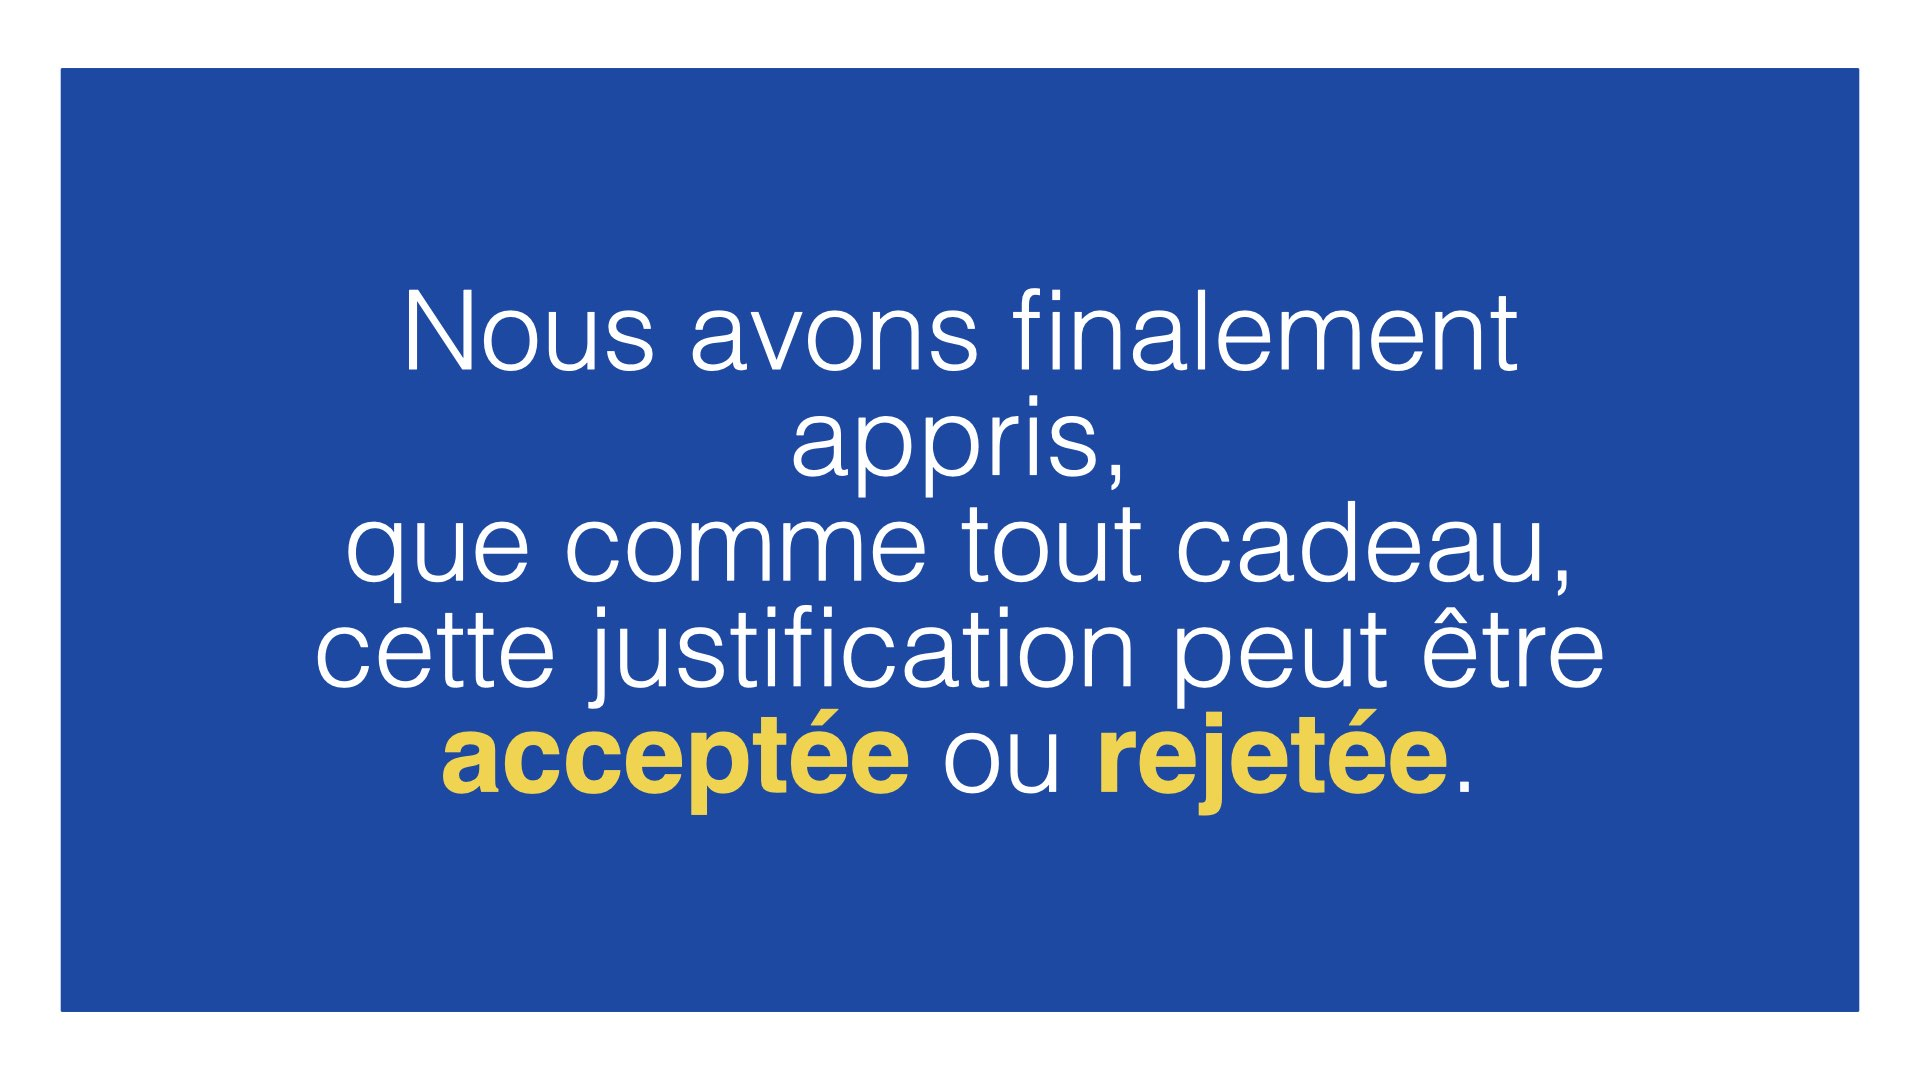 Nous avons finalement
appris,
que comme tout cadeau,
cette justification peut être
acceptée ou rejetée.